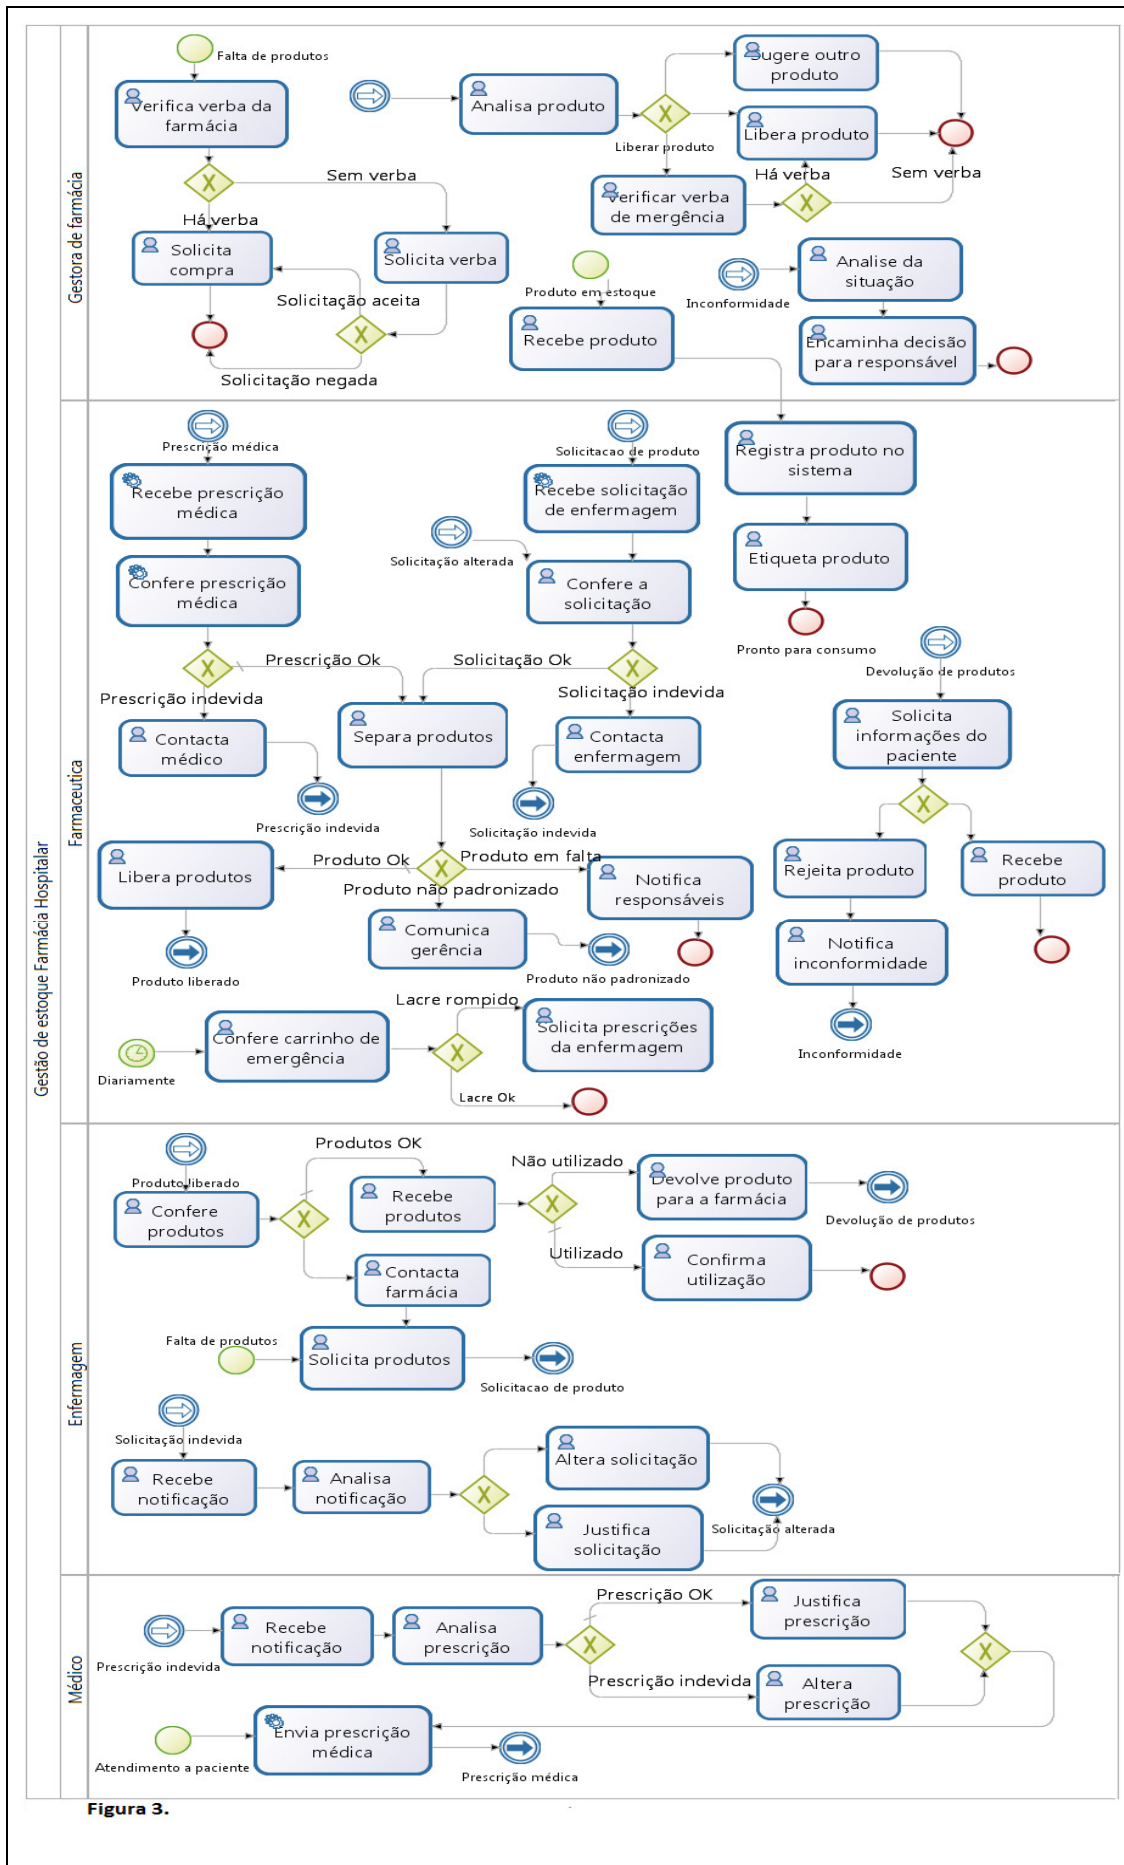 Gestão de estoque Farmácia Hospitalar
Gestora de farmácia
Falta de produtos
Verifica verba da
farmácia
Sem verba
Há verba
Solicita
compra
Solicita verba
Solicitação aceita
Solicitação negada
Analisa produto
Liberar produto
Sugere outro
produto
Libera produto
Há verba
Sem verba
Verificar verba
de mergência
Produto em estoque
Recebe produto
Inconformidade
Analise da
situação
Encaminha decisão
para responsável
Farmaceutica
Prescrição médica
Recebe prescrição
médica
Confere prescrição
médica
Prescrição Ok
Prescrição indevida
Contacta
médico
Prescrição indevida
Solicitacao de produto
Recebe solicitação
de enfermagem
Solicitação alterada
Confere a
solicitação
Solicitação Ok
Solicitação indevida
Separa produtos
Contacta
enfermagem
Solicitação indevida
Registra produto no
sistema
Etiqueta produto
Pronto para consumo
Devolução de produtos
Solicita
informações do
paciente
Rejeita produto
Recebe
produto
Notifica
inconformidade
Inconformidade
Libera produtos
Produto Ok
Produto em falta
Produto não padronizado
Produto liberado
Comunica
gerência
Produto não padronizado
Notifica
responsáveis
Lacre rompido
Confere carrinho de
emergência
Solicita prescrições
da enfermagem
Diariamente
Lacre Ok
Enfermagem
Produto liberado
Confere
produtos
Produtos OK
Recebe
produtos
Não utilizado
Devolve produto
para a farmácia
Devolução de produtos
Utilizado
Confirma
utilização
Contacta
farmácia
Falta de produtos
Solicita produtos
Solicitacao de produto
Solicitação indevida
Recebe
notificação
Analisa
notificação
Altera solicitação
Justifica
solicitação
Solicitação alterada
Médico
Prescrição indevida
Recebe
notificação
Analisa
prescrição
Prescrição OK
Justifica
prescrição
Prescrição indevida
Altera
prescrição
Atendimento a paciente
Envia prescrição
médica
Prescrição médica
Figura 3.